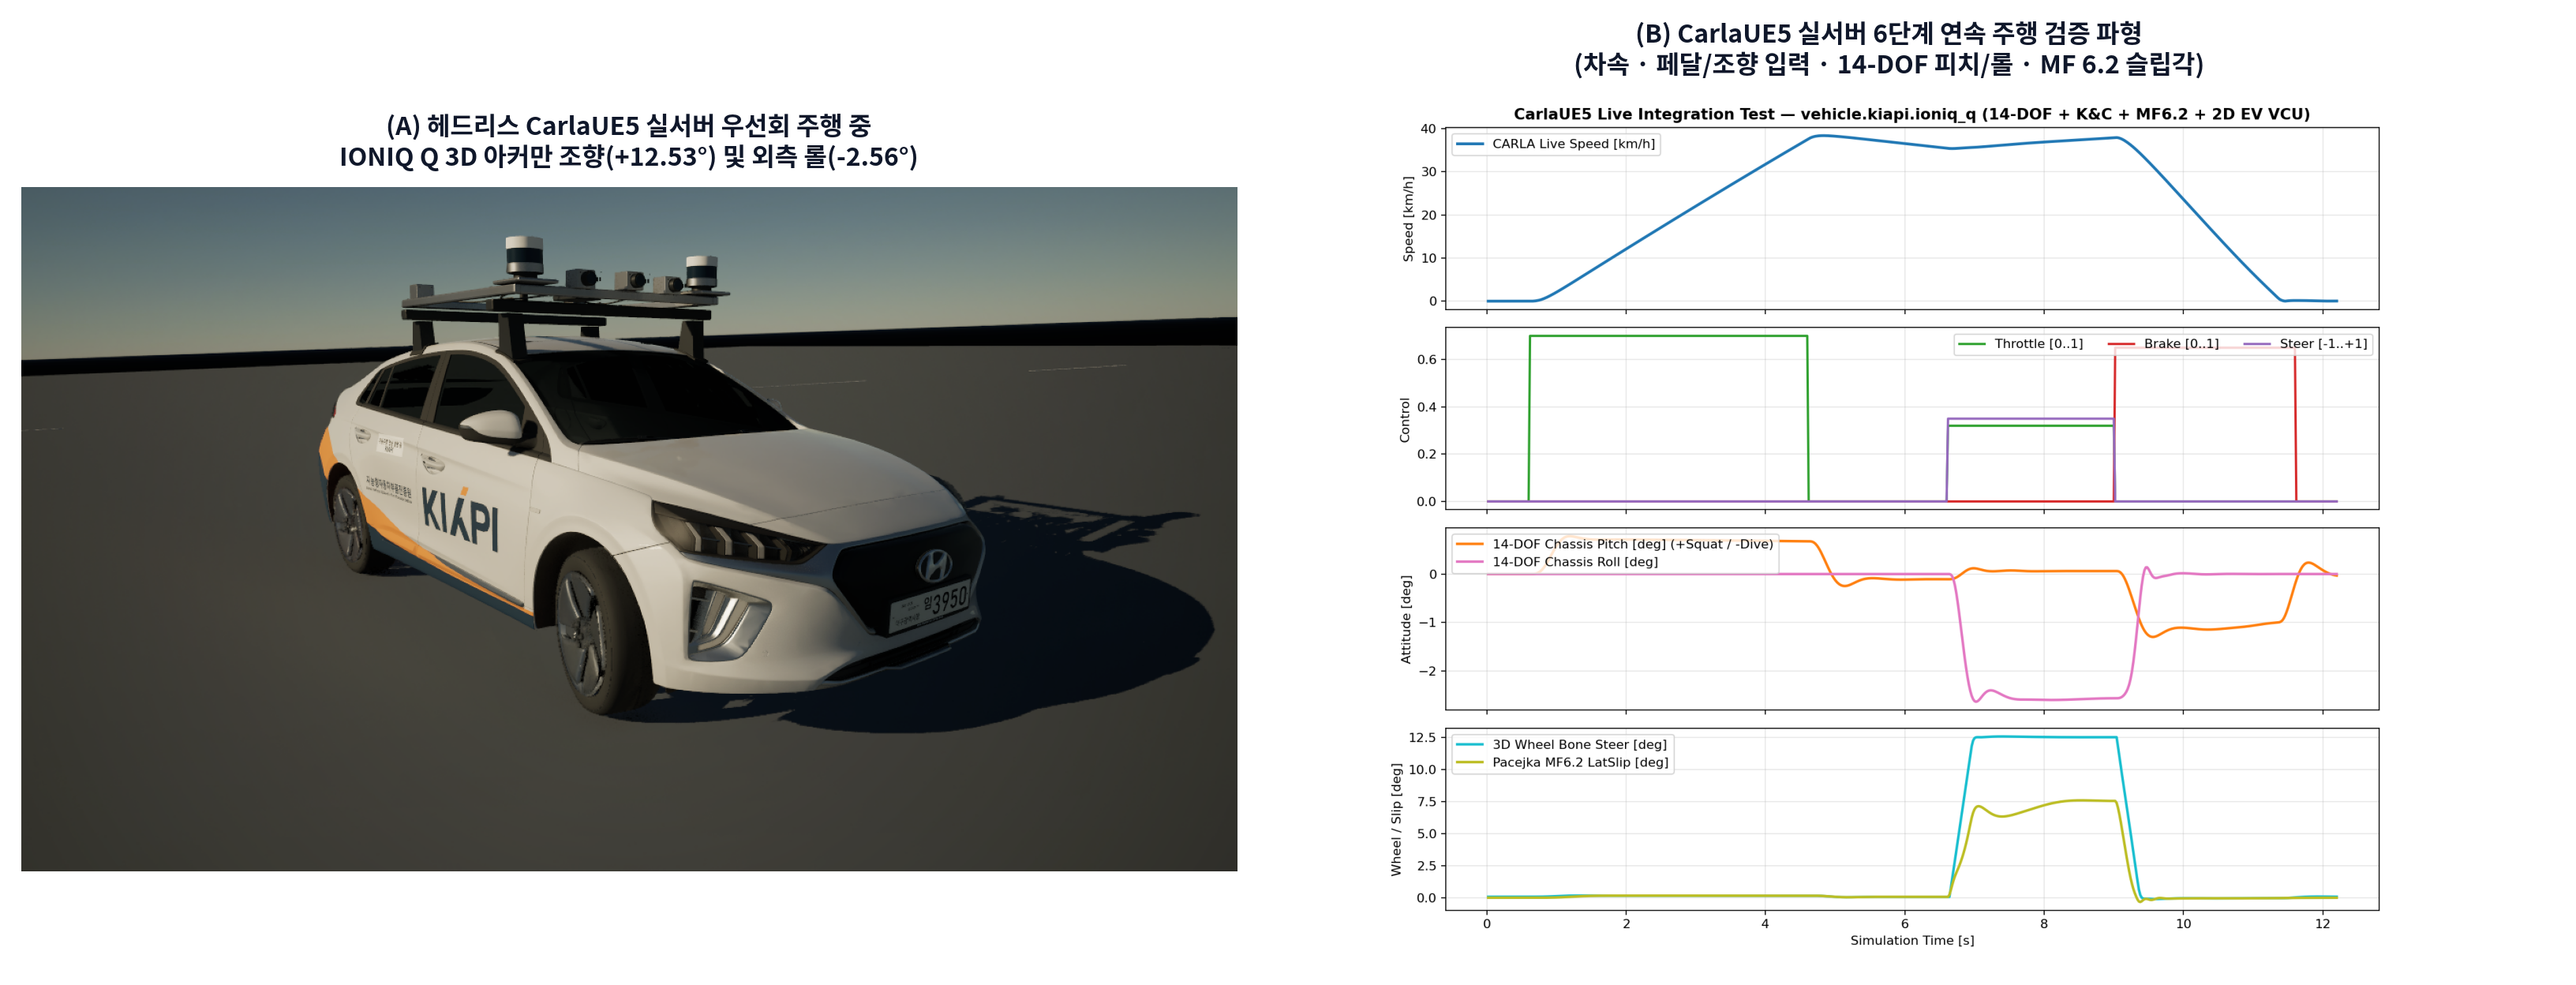 (A) 헤드리스 CarlaUE5 실서버 우선회 주행 중
IONIQ Q 3D 아커만 조향(+12.53°) 및 외측 롤(-2.56°)
KIAPI
3950
(B) CarlaUE5 실서버 6단계 연속 주행 검증 파형
(차속 · 페달/조향 입력 · 14-DOF 피치/롤 · MF 6.2 슬립각)
CarlaUE5 Live Integration Test — vehicle.kiapi.ioniq_q (14-DOF + K&C + MF6.2 + 2D EV VCU)
CARLA Live Speed [km/h]
Speed [km/h]
40
30
20
10
0
Throttle [0..1]
Brake [0..1]
Steer [-1..+1]
Control
0.6
0.4
0.2
0.0
14-DOF Chassis Pitch [deg] (+Squat / -Dive)
14-DOF Chassis Roll [deg]
Attitude [deg]
0
−1
−2
3D Wheel Bone Steer [deg]
Pacejka MF6.2 LatSlip [deg]
Wheel / Slip [deg]
12.5
10.0
7.5
5.0
2.5
0.0
0 2 4 6 8 10 12
Simulation Time [s]